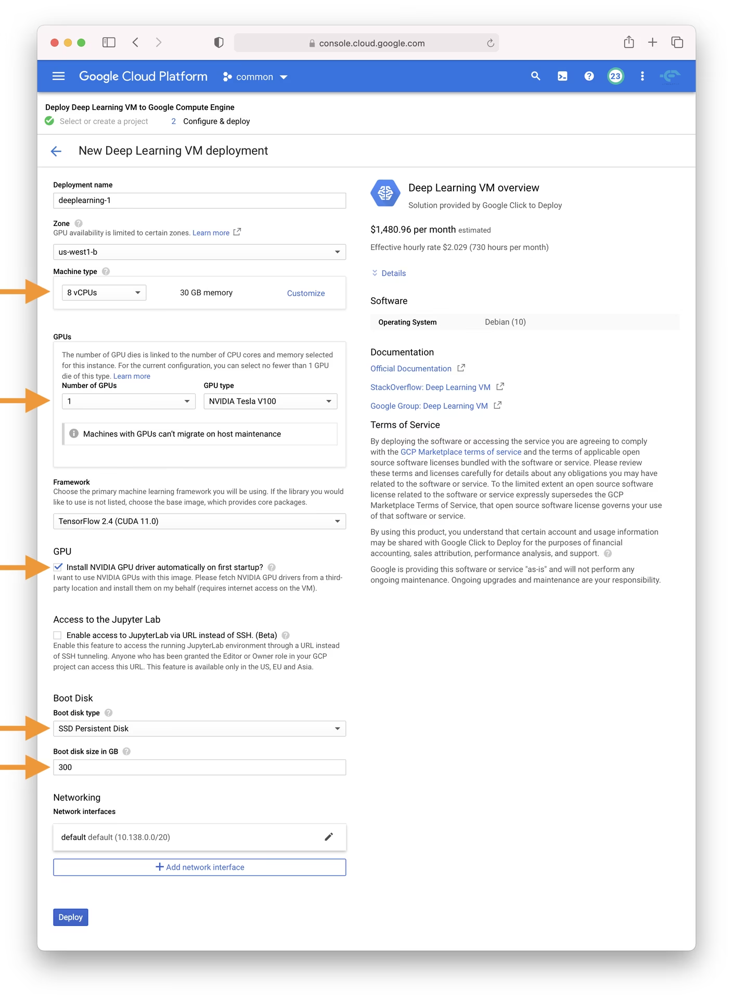 console.cloud.google.com
Google Cloud Platform
common
23
Deploy Deep Learning VM to Google Compute Engine
Select or create a project
2 Configure & deploy
New Deep Learning VM deployment
Deployment name
deeplearning-1
Zone
GPU availability is limited to certain zones. Learn more
us-west1-b
Machine type
8 vCPUs
30 GB memory
Customize
GPUs
The number of GPU dies is linked to the number of CPU cores and memory selected
for this instance. For the current configuration, you can select no fewer than 1 GPU
die of this type. Learn more
Number of GPUs
GPU type
1
NVIDIA Tesla V100
Machines with GPUs can't migrate on host maintenance
Framework
Choose the primary machine learning framework you will be using. If the library you would
like to use is not listed, choose the base image, which provides core packages.
TensorFlow 2.4 (CUDA 11.0)
GPU
Install NVIDIA GPU driver automatically on first startup?
I want to use NVIDIA GPUs with this image. Please fetch NVIDIA GPU drivers from a third-
party location and install them on my behalf (requires internet access on the VM).
Access to the Jupyter Lab
Enable access to JupyterLab via URL instead of SSH. (Beta)
Enable this feature to access the running JupyterLab environment through a URL instead
of SSH tunneling. Anyone who has been granted the Editor or Owner role in your GCP
project can access this URL. This feature is available only in the US, EU and Asia.
Boot Disk
Boot disk type
SSD Persistent Disk
Boot disk size in GB
300
Networking
Network interfaces
default default (10.138.0.0/20)
Add network interface
Deploy
Deep Learning VM overview
Solution provided by Google Click to Deploy
$1,480.96 per month estimated
Effective hourly rate $2.029 (730 hours per month)
Details
Software
Operating System
Debian (10)
Documentation
Official Documentation
StackOverflow: Deep Learning VM
Google Group: Deep Learning VM
Terms of Service
By deploying the software or accessing the service you are agreeing to comply
with the GCP Marketplace terms of service and the terms of applicable open
source software licenses bundled with the software or service. Please review
these terms and licenses carefully for details about any obligations you may have
related to the software or service. To the limited extent an open source software
license related to the software or service expressly supersedes the GCP
Marketplace Terms of Service, that open source software license governs your use
of that software or service.
By using this product, you understand that certain account and usage information
may be shared with Google Click to Deploy for the purposes of financial
accounting, sales attribution, performance analysis, and support.
Google is providing this software or service "as-is" and will not perform any
ongoing maintenance. Ongoing upgrades and maintenance are your responsibility.